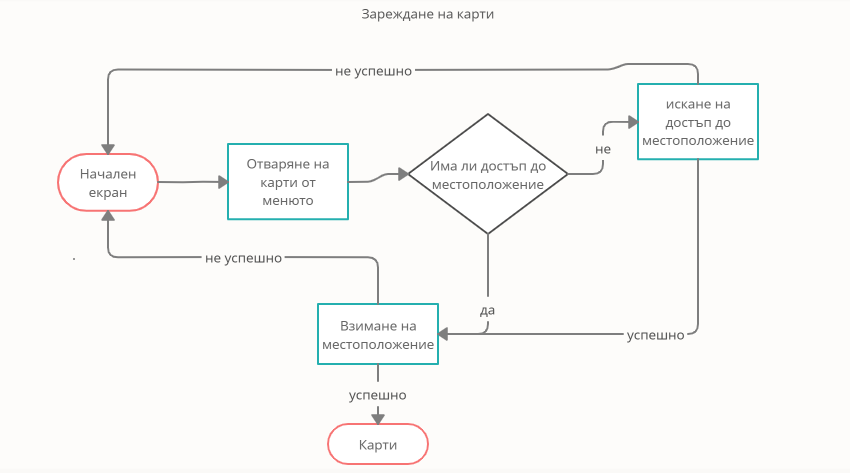 Зареждане на карти
не успешно
искане на
достъп до
местоположение
не
Има ли достъп до
местоположение
Отваряне на
карти от
менюто
Начален
екран
не успешно
да
Взимане на
местоположение
успешно
успешно
Карти